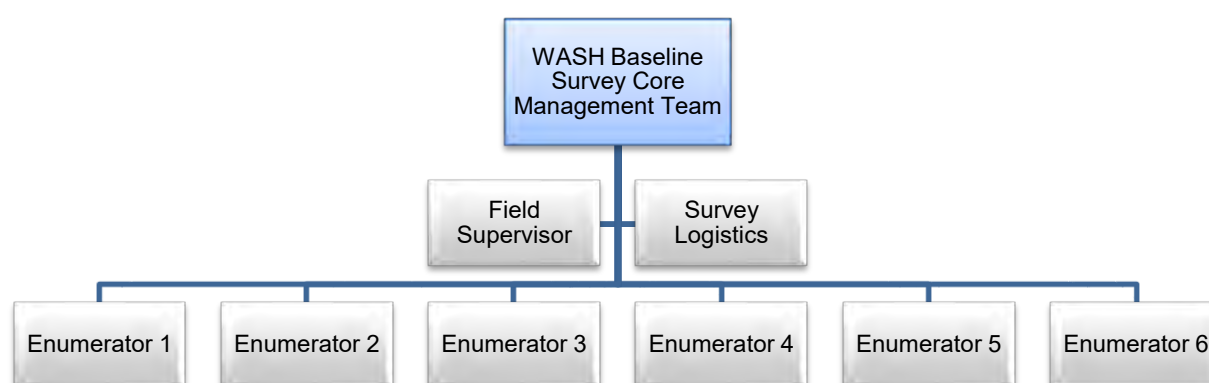 WASH Baseline
Survey Core
Management Team
Field
Supervisor
Survey
Logistics
Enumerator 1
Enumerator 2
Enumerator 3
Enumerator 4
Enumerator 5
Enumerator 6